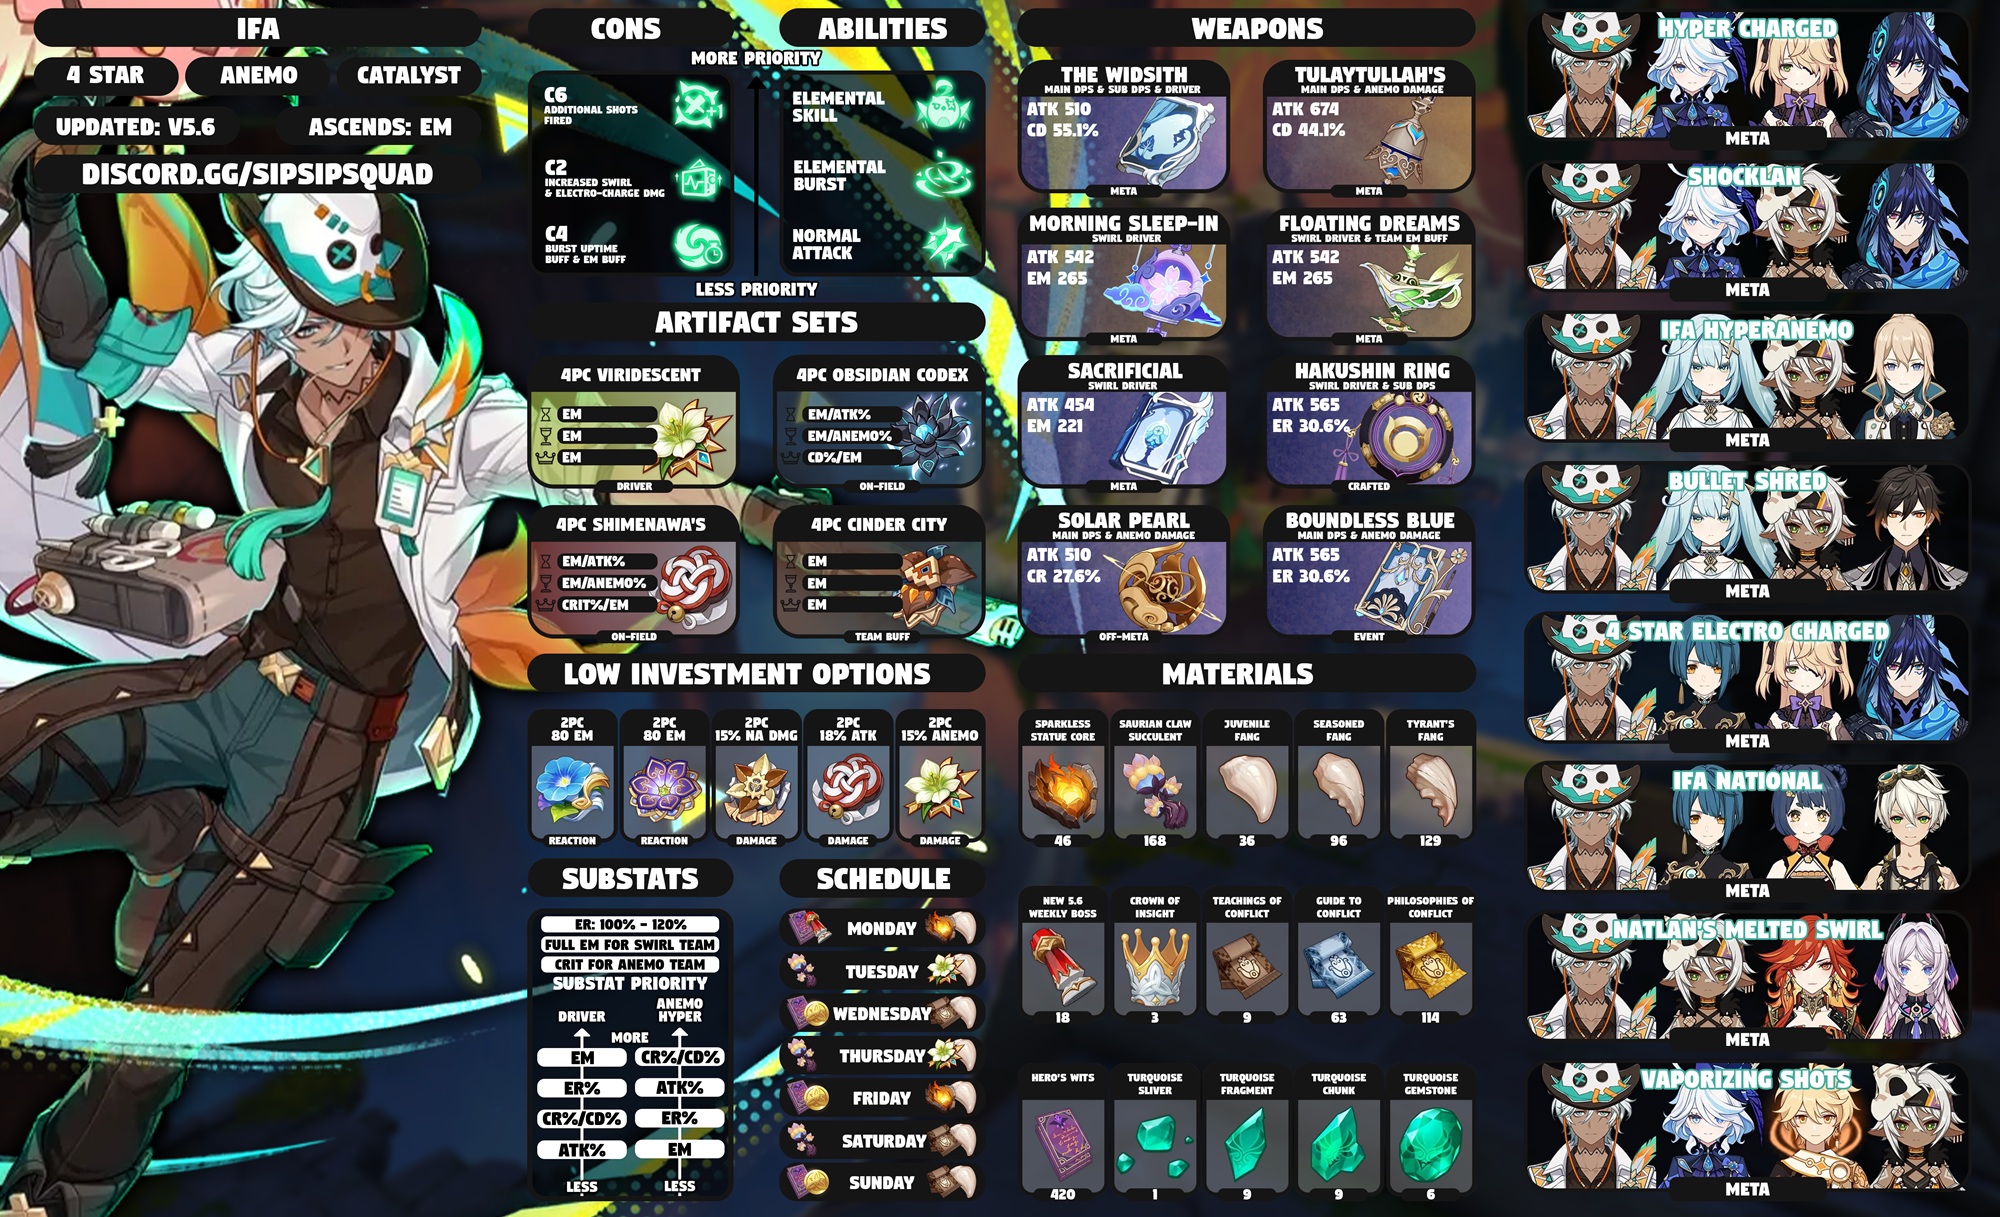 IFA
4 STAR
ANEMO
CATALYST
UPDATED: V5.6
ASCENDS: EM
DISCORD.GG/SIPSIPSQUAD
CONS
ABILITIES
MORE PRIORITY
C6
ADDITIONAL SHOTS
FIRED
C2
INCREASED SWIRL
& ELECTRO-CHARGE DMG
C4
BURST UPTIME
BUFF & EM BUFF
ELEMENTAL
SKILL
ELEMENTAL
BURST
NORMAL
ATTACK
LESS PRIORITY
ARTIFACT SETS
4PC VIRIDESCENT
EM
EM
EM
DRIVER
4PC OBSIDIAN CODEX
EM/ATK%
EM/ANEMO%
CD%/EM
ON-FIELD
4PC SHIMENAWA'S
EM/ATK%
EM/ANEMO%
CRIT%/EM
ON-FIELD
4PC CINDER CITY
EM
EM
EM
TEAM BUFF
LOW INVESTMENT OPTIONS
2PC
80 EM
REACTION
2PC
80 EM
REACTION
2PC
15% NA DMG
DAMAGE
2PC
18% ATK
DAMAGE
2PC
15% ANEMO
DAMAGE
SUBSTATS
ER: 100% - 120%
FULL EM FOR SWIRL TEAM
CRIT FOR ANEMO TEAM
SUBSTAT PRIORITY
DRIVER
ANEMO
HYPER
MORE
EM
CR%/CD%
ER%
ATK%
CR%/CD%
ER%
ATK%
EM
LESS
LESS
SCHEDULE
MONDAY
TUESDAY
WEDNESDAY
THURSDAY
FRIDAY
SATURDAY
SUNDAY
WEAPONS
THE WIDSITH
MAIN DPS & SUB DPS & DRIVER
ATK 510
CD 55.1%
META
TULAYTULLAH'S
MAIN DPS & ANEMO DAMAGE
ATK 674
CD 44.1%
META
MORNING SLEEP-IN
SWIRL DRIVER
ATK 542
EM 265
META
FLOATING DREAMS
SWIRL DRIVER & TEAM EM BUFF
ATK 542
EM 265
META
SACRIFICIAL
SWIRL DRIVER
ATK 454
EM 221
META
HAKUSHIN RING
SWIRL DRIVER & SUB DPS
ATK 565
ER 30.6%
CRAFTED
SOLAR PEARL
MAIN DPS & ANEMO DAMAGE
ATK 510
CR 27.6%
OFF-META
BOUNDLESS BLUE
MAIN DPS & ANEMO DAMAGE
ATK 565
ER 30.6%
EVENT
MATERIALS
SPARKLESS
STATUE CORE
46
SAURIAN CLAW
SUCCULENT
168
JUVENILE
FANG
36
SEASONED
FANG
96
TYRANT'S
FANG
129
NEW 5.6
WEEKLY BOSS
18
CROWN OF
INSIGHT
3
TEACHINGS OF
CONFLICT
9
GUIDE TO
CONFLICT
63
PHILOSOPHIES OF
CONFLICT
114
HERO'S WITS
420
TURQUOISE
SLIVER
1
TURQUOISE
FRAGMENT
9
TURQUOISE
CHUNK
9
TURQUOISE
GEMSTONE
6
HYPER CHARGED
META
SHOCKLAN
META
IFA HYPERANEMO
META
BULLET SHRED
META
4 STAR ELECTRO CHARGED
META
IFA NATIONAL
META
NATLAN'S MELTED SWIRL
META
VAPORIZING SHOTS
META